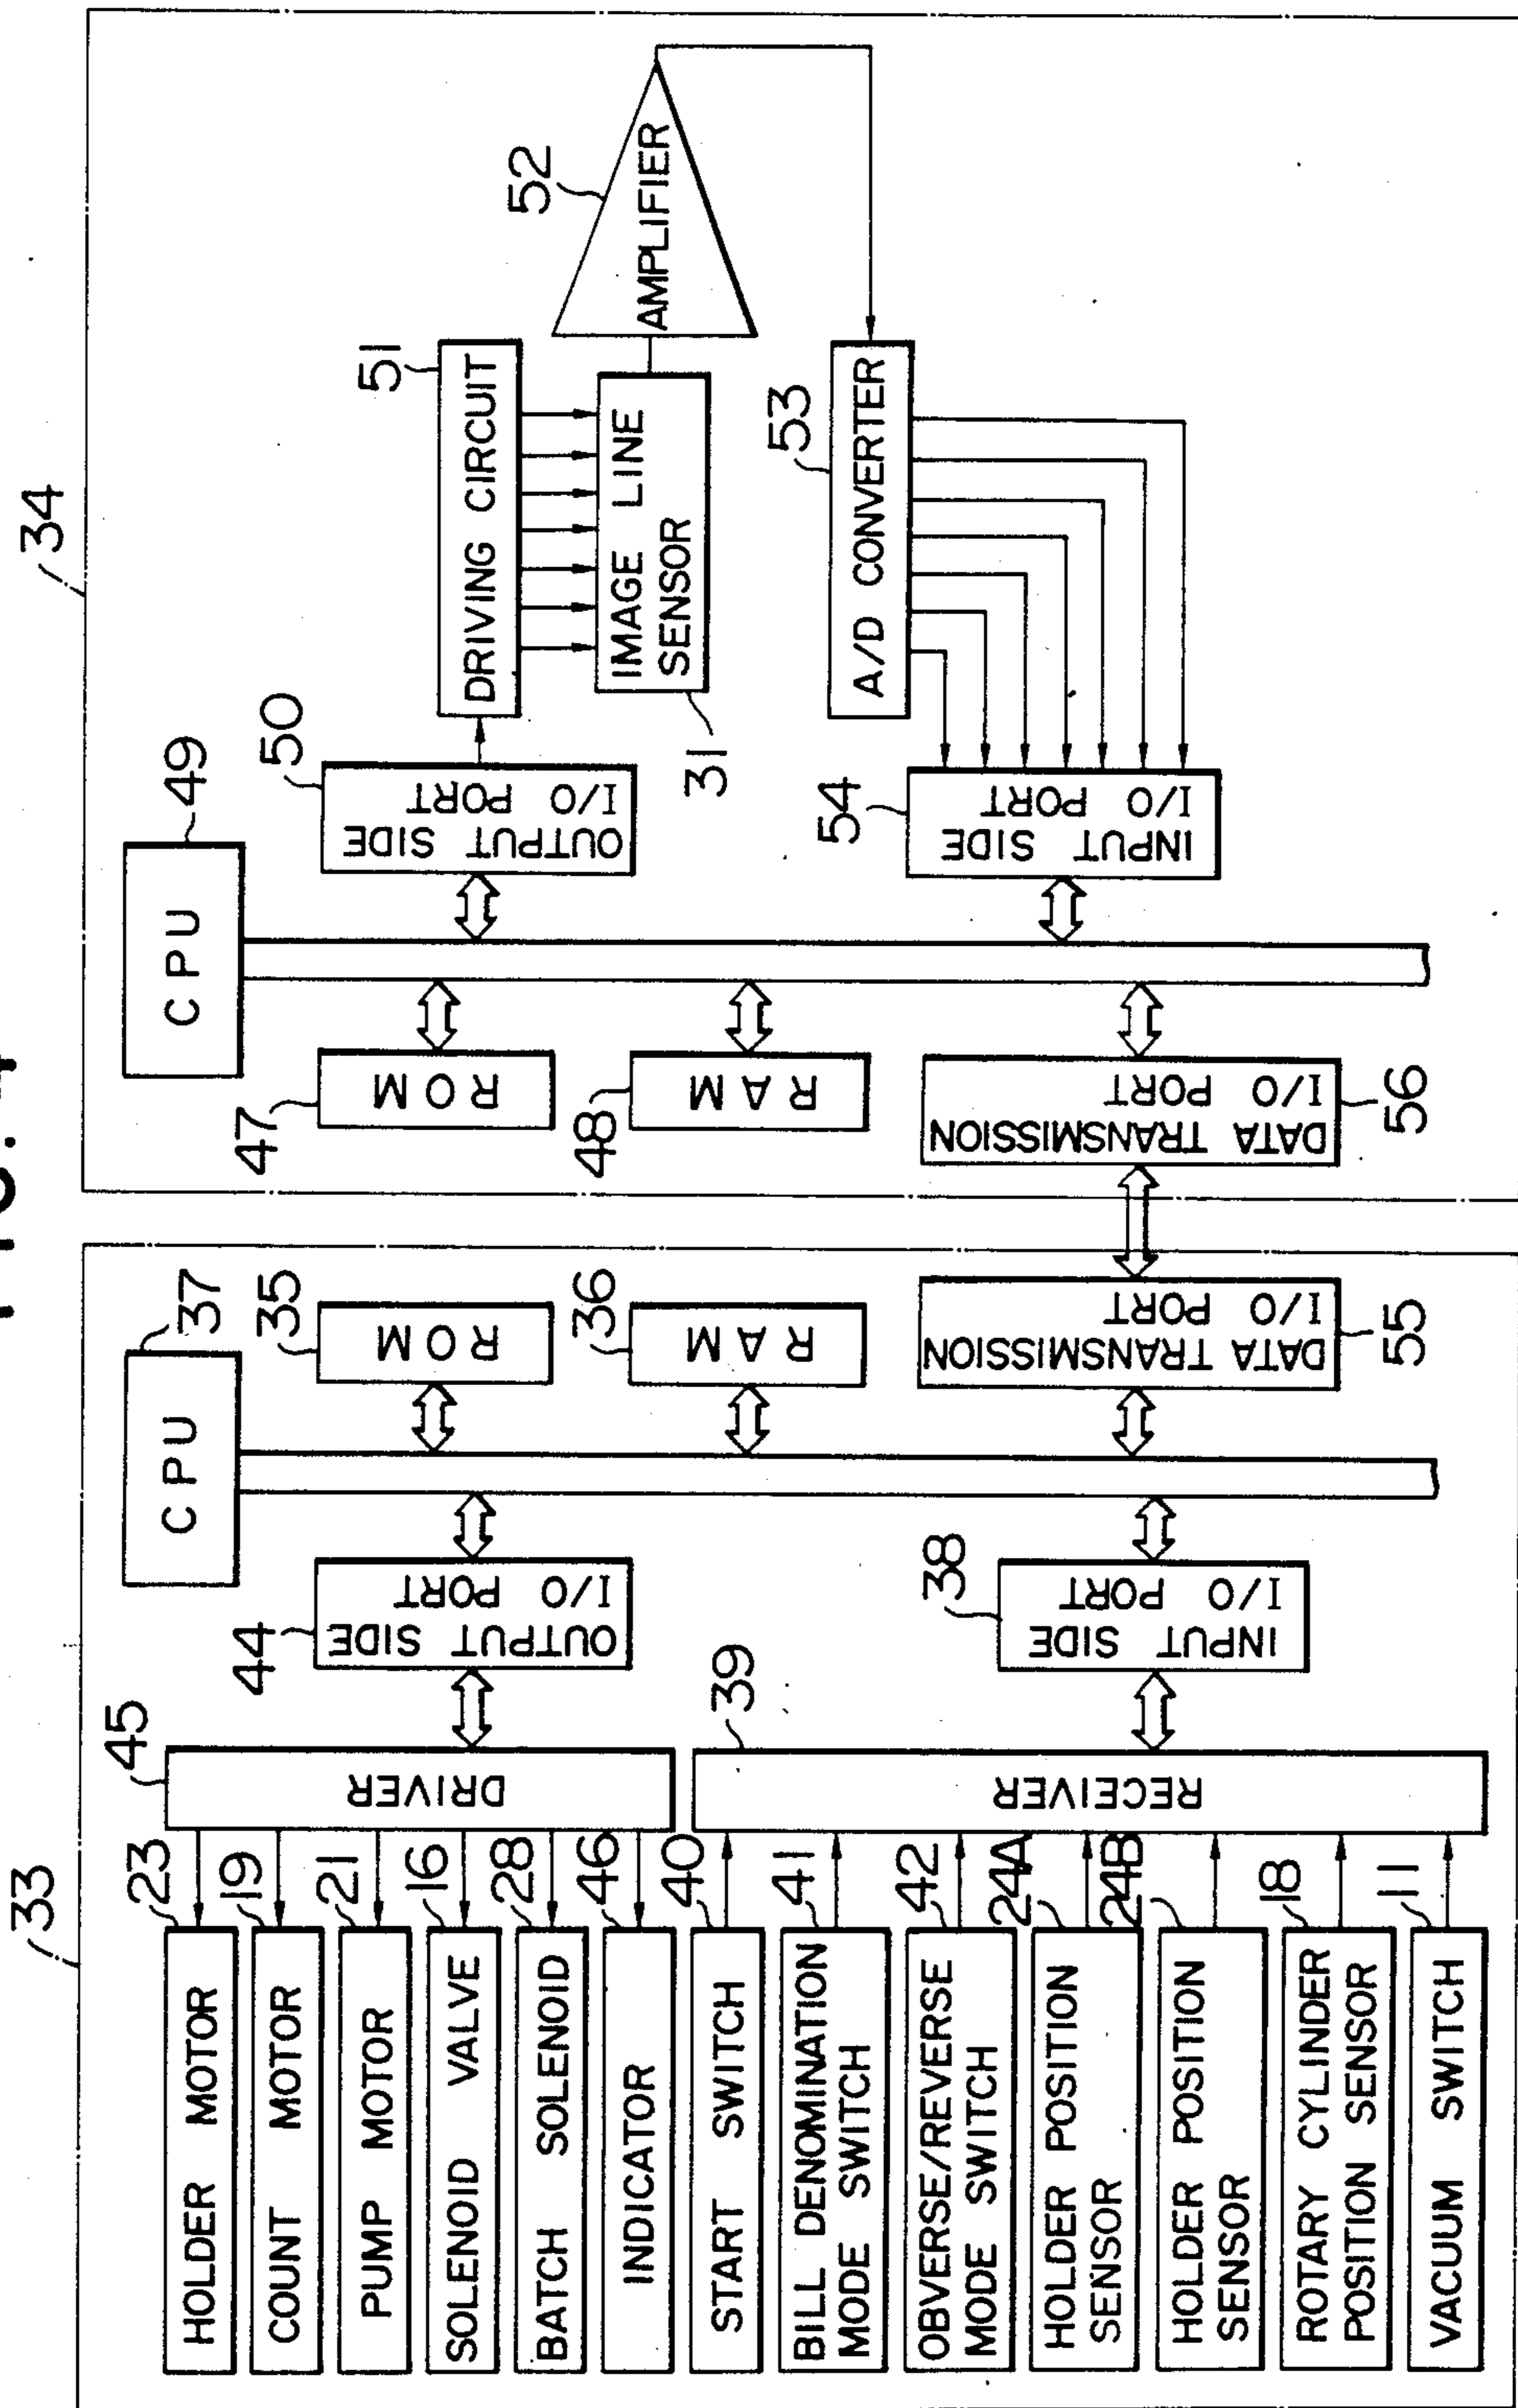 FIG. 4
33
HOLDER MOTOR
23
COUNT MOTOR
19
PUMP MOTOR
21
SOLENOID VALVE
16
BATCH SOLENOID
28
INDICATOR
46
START SWITCH
40
BILL DENOMINATION
MODE SWITCH
41
OBVERSE/REVERSE
MODE SWITCH
42
HOLDER POSITION
SENSOR
24A
HOLDER POSITION
SENSOR
24B
ROTARY CYLINDER
POSITION SENSOR
18
VACUUM SWITCH
11
DRIVER
45
RECEIVER
39
OUTPUT SIDE
I/O PORT
44
INPUT SIDE
I/O PORT
38
CPU
37
ROM
35
RAM
36
DATA TRANSMISSION
I/O PORT
55
34
DATA TRANSMISSION
I/O PORT
56
ROM
47
RAM
48
CPU
49
OUTPUT SIDE
I/O PORT
50
INPUT SIDE
I/O PORT
54
DRIVING CIRCUIT
51
IMAGE LINE
SENSOR
31
AMPLIFIER
52
A/D CONVERTER
53